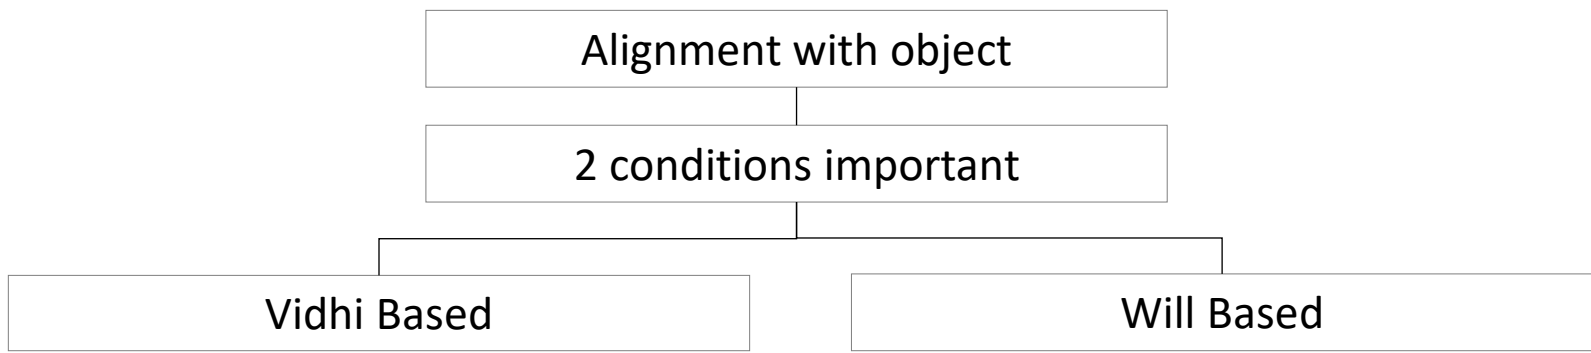 Alignment with object
2 conditions important
Vidhi Based
Will Based